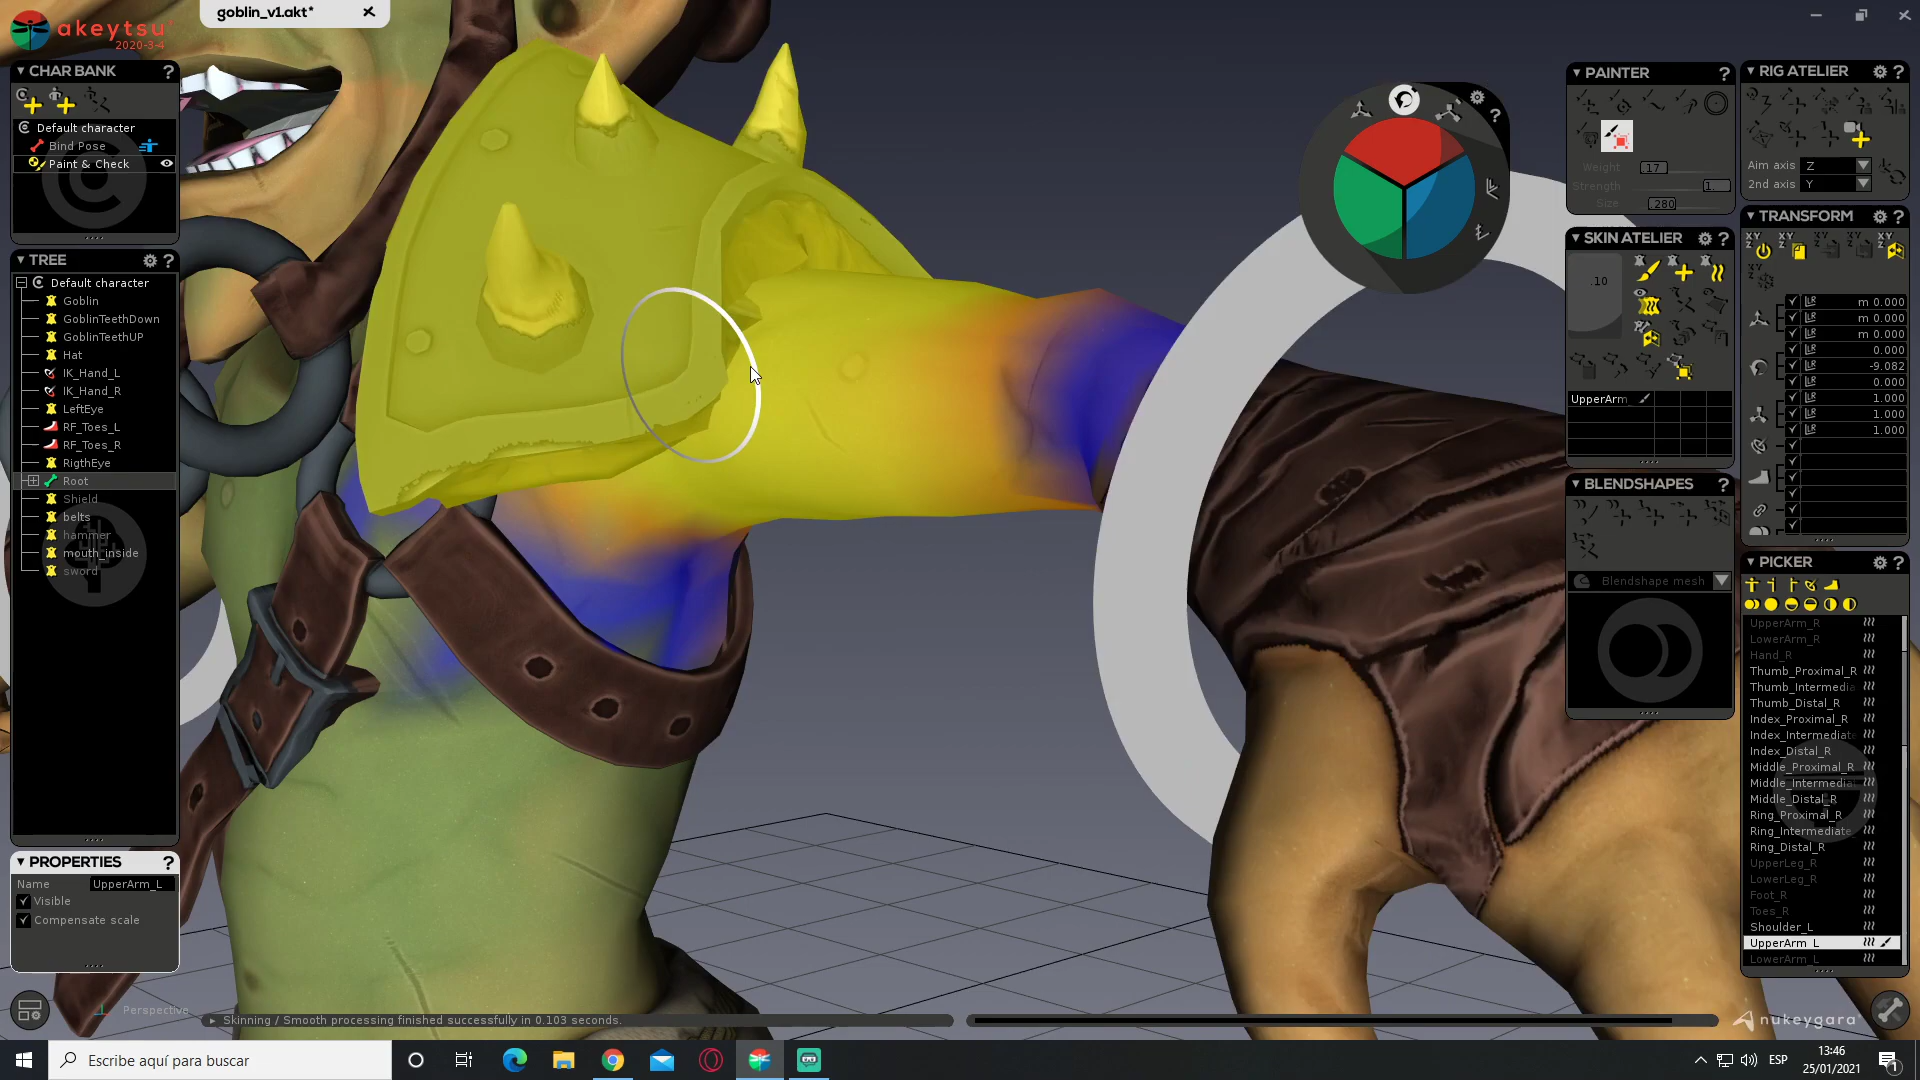 goblin_v1.akt*
akeytsu
2020-3-4
CHAR BANK
Default character
Bind Pose
Paint & Check
TREE
Default character
Goblin
GoblinTeethDown
GoblinTeethUP
Hat
IK_Hand_L
IK_Hand_R
LeftEye
RF_Toes_L
RF_Toes_R
RigthEye
Root
Shield
belts
hammer
mouth_inside
sword
PROPERTIES
Name UpperArm_L
Visible
Compensate scale
Perspective
Skinning / Smooth processing finished successfully in 0.103 seconds.
PAINTER
Weight .17
Strength 1.
Size .280
SKIN ATELIER
.10
UpperArm_
BLENDSHAPES
Blendshape mesh
RIG ATELIER
Aim axis Z
2nd axis Y
TRANSFORM
m 0.000
m 0.000
m 0.000
0.000
-9.082
0.000
1.000
1.000
1.000
PICKER
UpperArm_R
LowerArm_R
Hand_R
Thumb_Proximal_R
Thumb_Intermedia
Thumb_Distal_R
Index_Proximal_R
Index_Intermediate
Index_Distal_R
Middle_Proximal_R
Middle_Intermedia
Middle_Distal_R
Ring_Proximal_R
Ring_Intermediate
Ring_Distal_R
UpperLeg_R
LowerLeg_R
Foot_R
Toes_R
Shoulder_L
UpperArm_L
LowerArm_L
nukeygara
Escribe aquí para buscar
ESP
13:46
25/01/2021
1